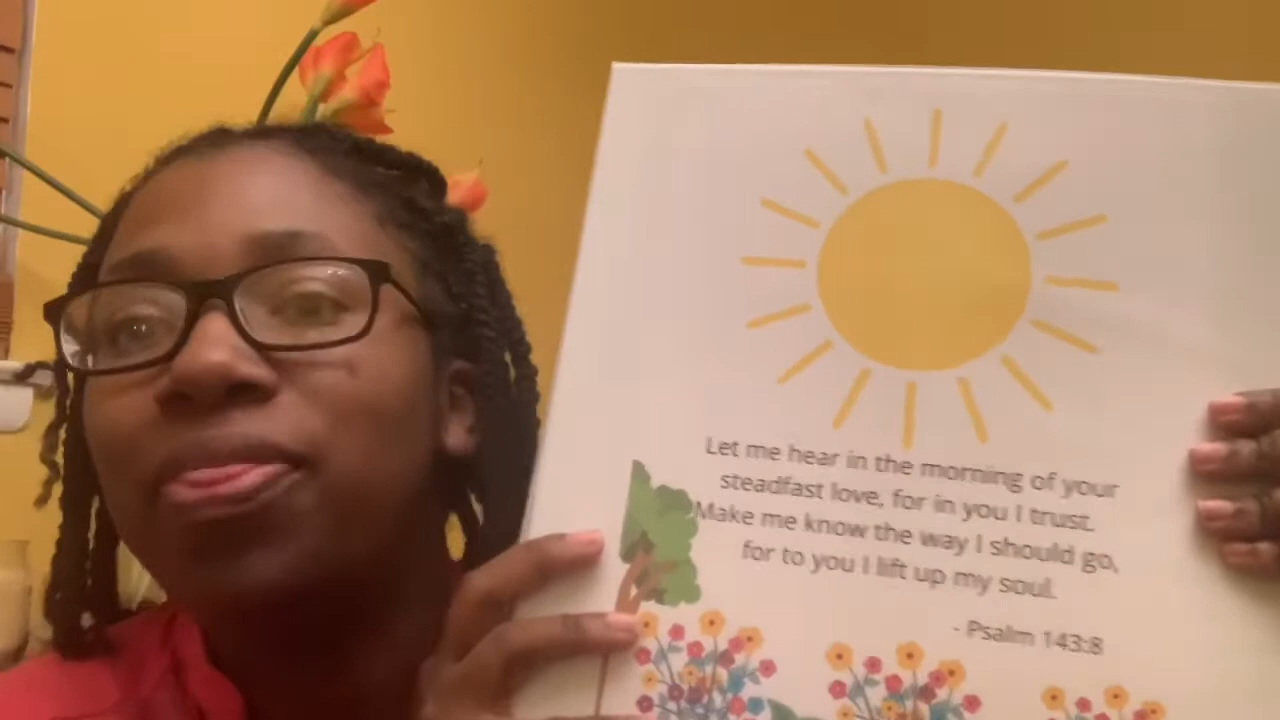 Let me hear in the morning of your
steadfast love, for in you I trust.
Make me know the way I should go,
for to you I lift up my soul.
- Psalm 143:8